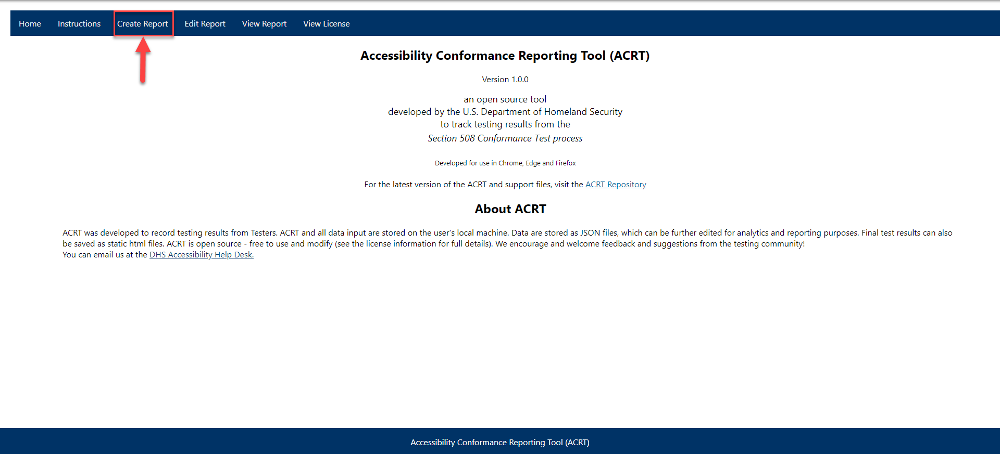 Home Instructions Create Report Edit Report View Report View License
Accessibility Conformance Reporting Tool (ACRT)
Version 1.0.0
an open source tool
developed by the U.S. Department of Homeland Security
to track testing results from the
Section 508 Conformance Test process
Developed for use in Chrome, Edge and Firefox
For the latest version of the ACRT and support files, visit the ACRT Repository
About ACRT
ACRT was developed to record testing results from Testers. ACRT and all data input are stored on the user's local machine. Data are stored as JSON files, which can be further edited for analytics and reporting purposes. Final test results can also
be saved as static html files. ACRT is open source - free to use and modify (see the license information for full details). We encourage and welcome feedback and suggestions from the testing community!
You can email us at the DHS Accessibility Help Desk.
Accessibility Conformance Reporting Tool (ACRT)